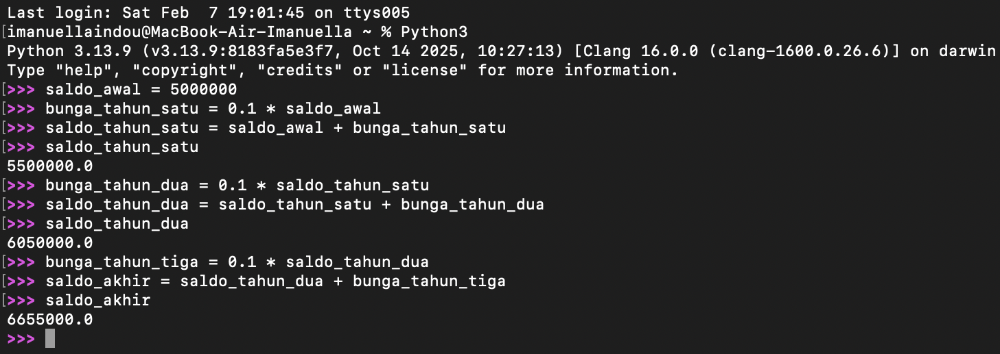 Last login: Sat Feb  7 19:01:45 on ttys005
[imanuellaindou@MacBook-Air-Imanuella ~ % Python3
Python 3.13.9 (v3.13.9:8183fa5e3f7, Oct 14 2025, 10:27:13) [Clang 16.0.0 (clang-1600.0.26.6)] on darwin
Type "help", "copyright", "credits" or "license" for more information.
[>>> saldo_awal = 5000000
[>>> bunga_tahun_satu = 0.1 * saldo_awal
[>>> saldo_tahun_satu = saldo_awal + bunga_tahun_satu
[>>> saldo_tahun_satu
5500000.0
[>>> bunga_tahun_dua = 0.1 * saldo_tahun_satu
[>>> saldo_tahun_dua = saldo_tahun_satu + bunga_tahun_dua
[>>> saldo_tahun_dua
6050000.0
[>>> bunga_tahun_tiga = 0.1 * saldo_tahun_dua
[>>> saldo_akhir = saldo_tahun_dua + bunga_tahun_tiga
[>>> saldo_akhir
6655000.0
>>>